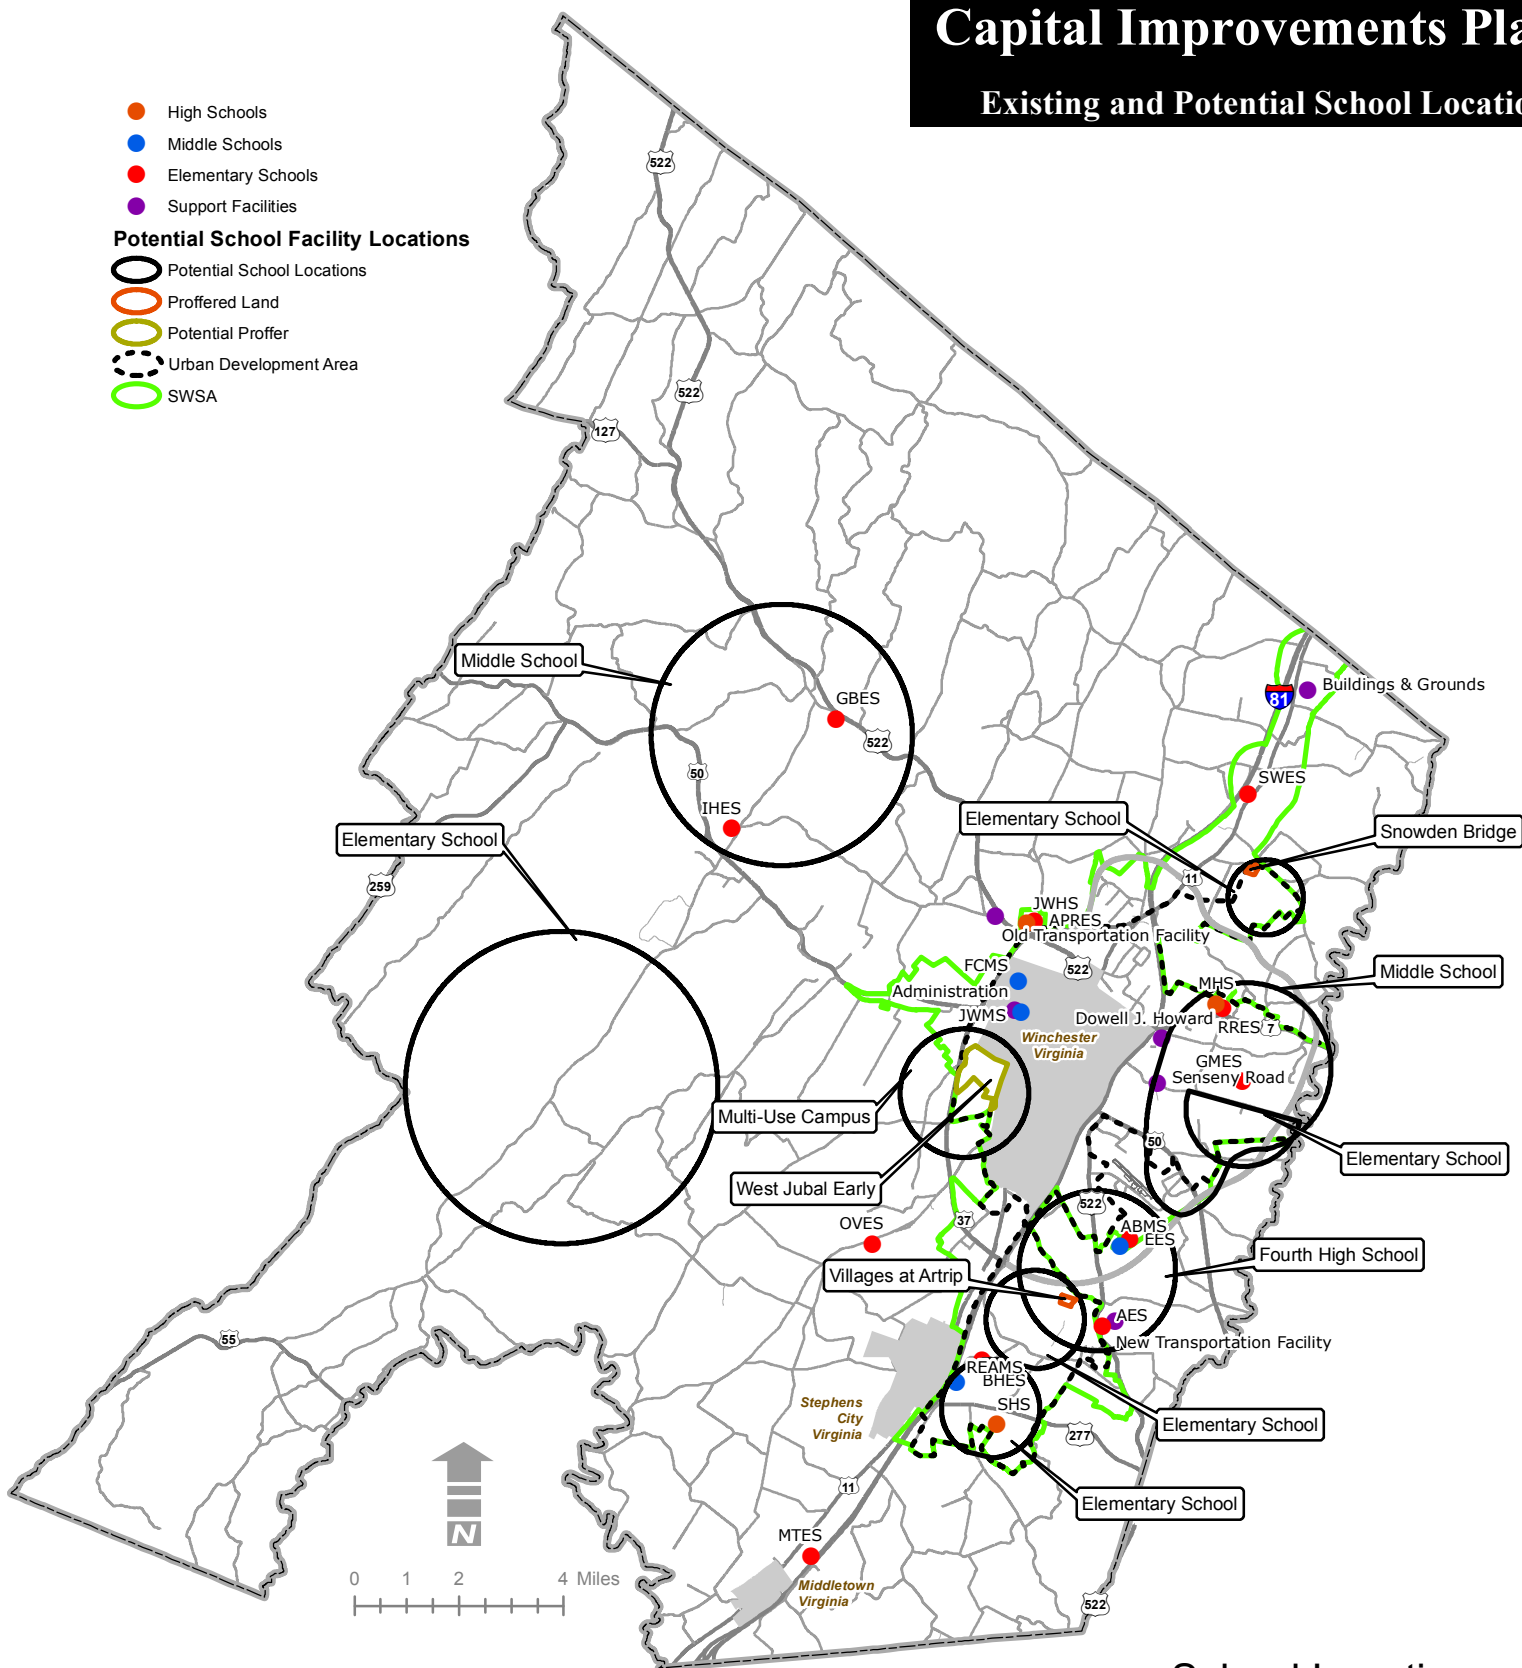 Capital Improvements Pla
Existing and Potential School Locatio
High Schools
Middle Schools
Elementary Schools
Support Facilities
Potential School Facility Locations
Potential School Locations
Proffered Land
Potential Proffer
Urban Development Area
SWSA
522
522
127
Middle School
GBES
522
50
IHES
81
Buildings & Grounds
SWES
Elementary School
Snowden Bridge
Elementary School
259
11
JWHS
APRES
Old Transportation Facility
522
FCMS
Administration
JWMS
Middle School
MHS
Dowell J. Howard
RRES
7
Winchester
Virginia
GMES
Senseny Road
Multi-Use Campus
50
Elementary School
West Jubal Early
522
37
OVES
ABMS
EES
Fourth High School
Villages at Artrip
AES
New Transportation Facility
55
REAMS
BHES
Stephens
City
Virginia
SHS
Elementary School
277
11
Elementary School
N
MTES
0 1 2 4 Miles
Middletown
Virginia
522